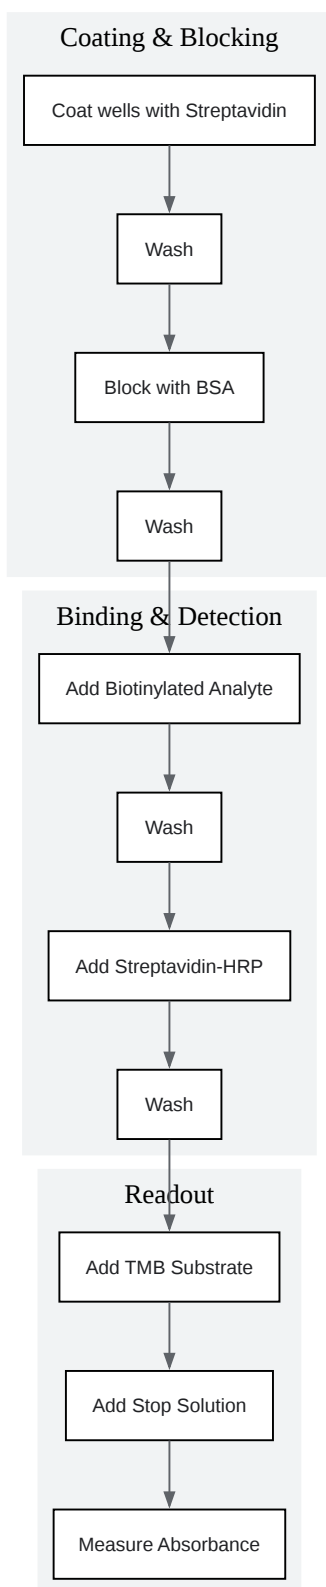 Coating & Blocking
Coat wells with Streptavidin
Wash
Block with BSA
Wash
Binding & Detection
Add Biotinylated Analyte
Wash
Add Streptavidin-HRP
Wash
Readout
Add TMB Substrate
Add Stop Solution
Measure Absorbance